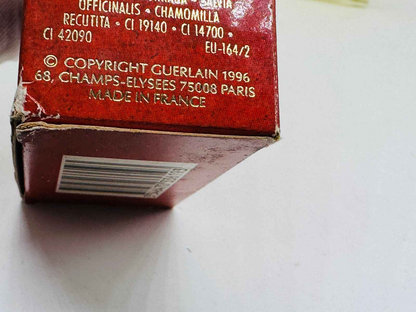 SALVIA
OFFICINALIS • CHAMOMILLA
RECUTITA • CI 19140 • CI 14700 •
CI 42090
EU-164/2
© COPYRIGHT GUERLAIN 1996
68, CHAMPS-ELYSEES 75008 PARIS
MADE IN FRANCE